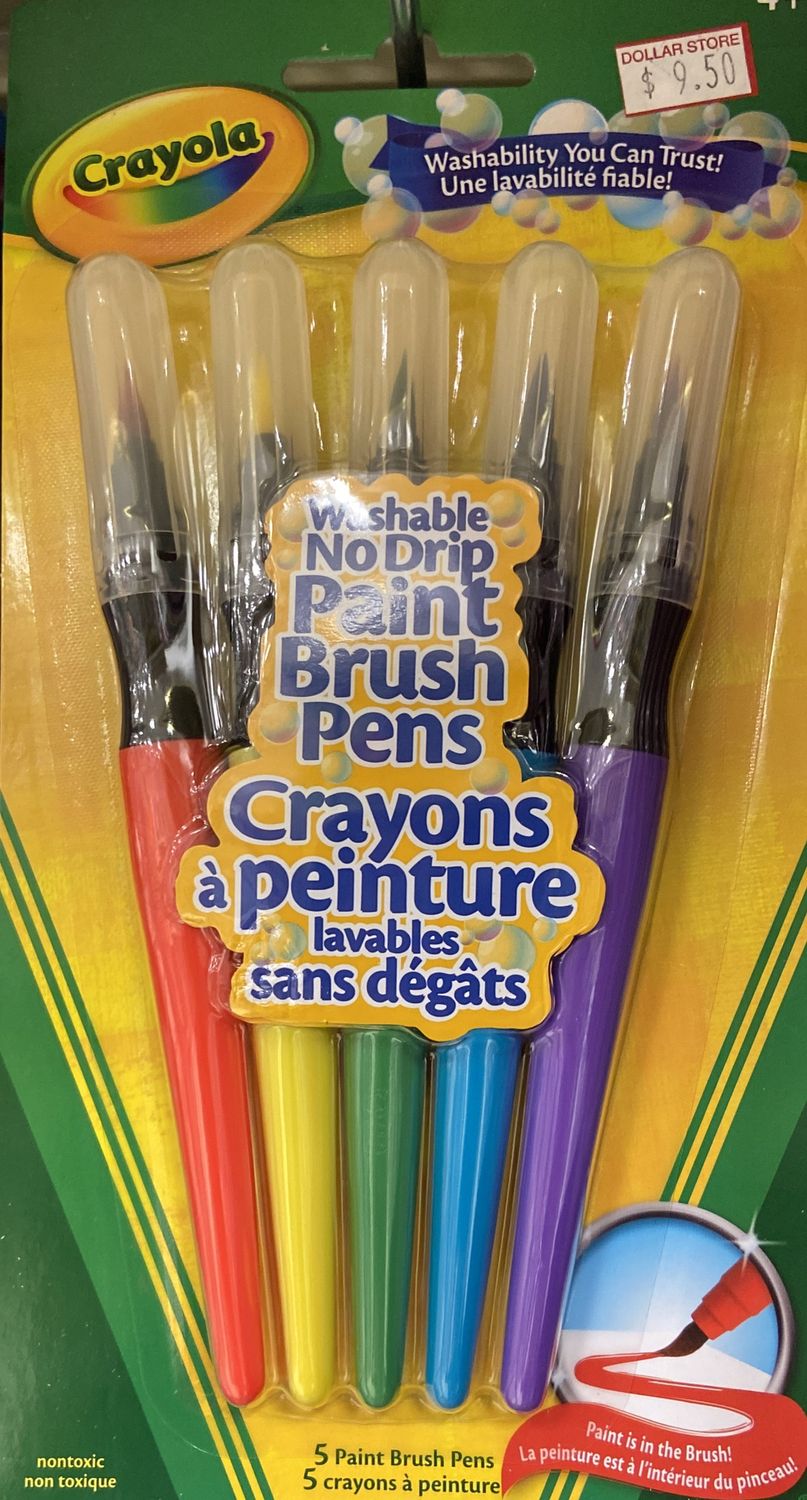 DOLLAR STORE
$ 9.50
Crayola
Washability You Can Trust!
Une lavabilité fiable!
Washable
No Drip
Paint
Brush
Pens
Crayons
à peinture
lavables
sans dégâts
Paint is in the Brush!
La peinture est à l'intérieur du pinceau!
5 Paint Brush Pens
5 crayons à peinture
nontoxic
non toxique